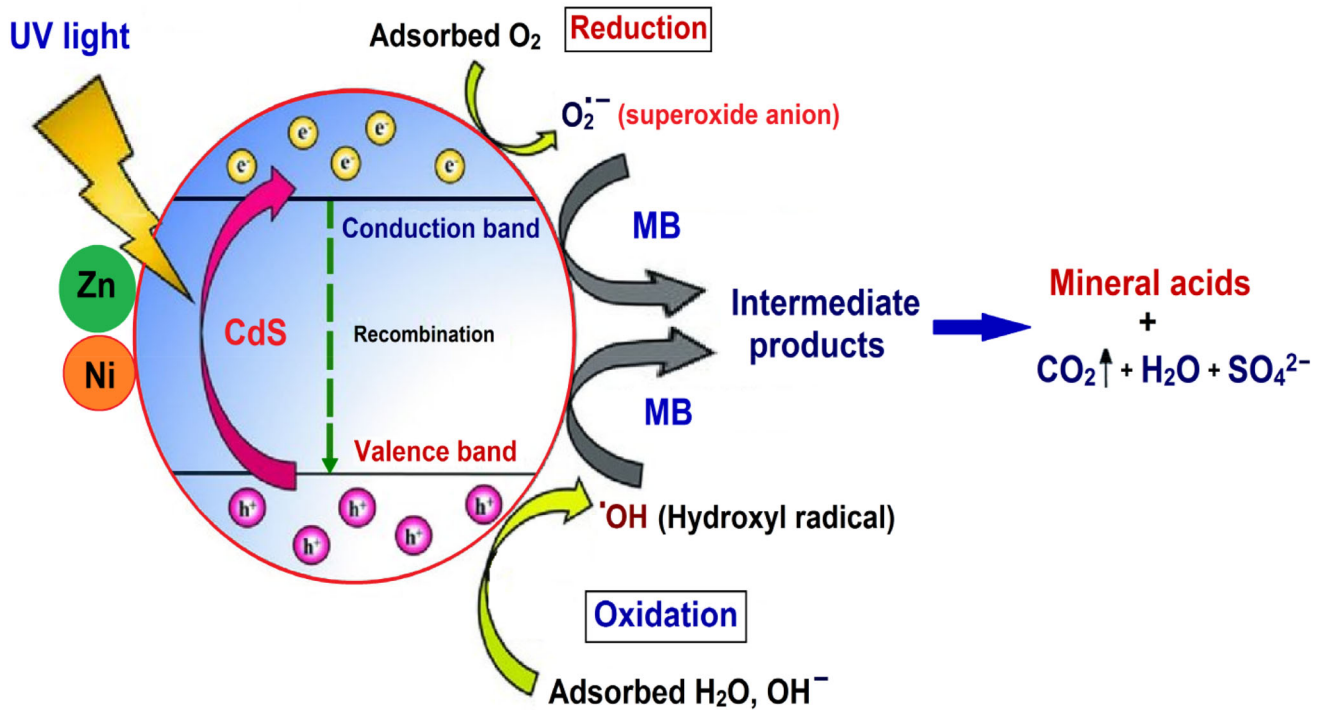 UV light
Adsorbed O₂
Reduction
O₂˙⁻ (superoxide anion)
e⁻
e⁻
e⁻
e⁻
e⁻
Conduction band
MB
Zn
Ni
CdS
Recombination
Intermediate
products
Mineral acids
+
CO₂↑ + H₂O + SO₄²⁻
MB
Valence band
h⁺
h⁺
h⁺
h⁺
h⁺
˙OH (Hydroxyl radical)
Oxidation
Adsorbed H₂O, OH⁻